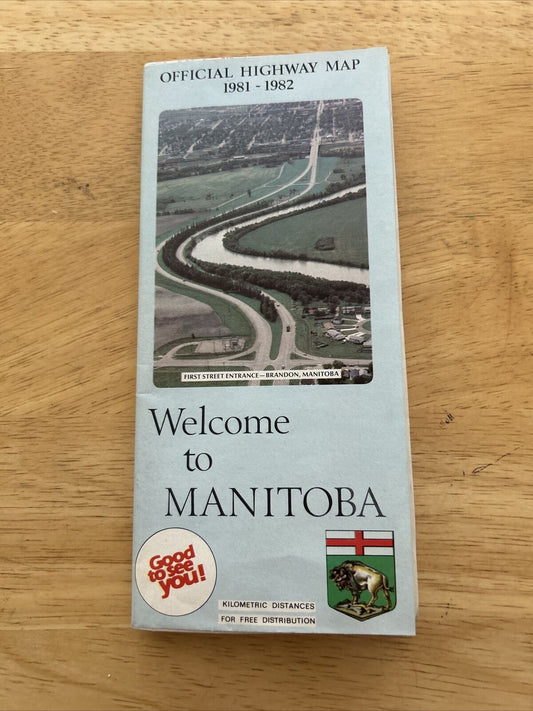 OFFICIAL HIGHWAY MAP
1981 - 1982
FIRST STREET ENTRANCE — BRANDON, MANITOBA
Welcome
to
MANITOBA
Good
to see
you!
KILOMETRIC DISTANCES
FOR FREE DISTRIBUTION